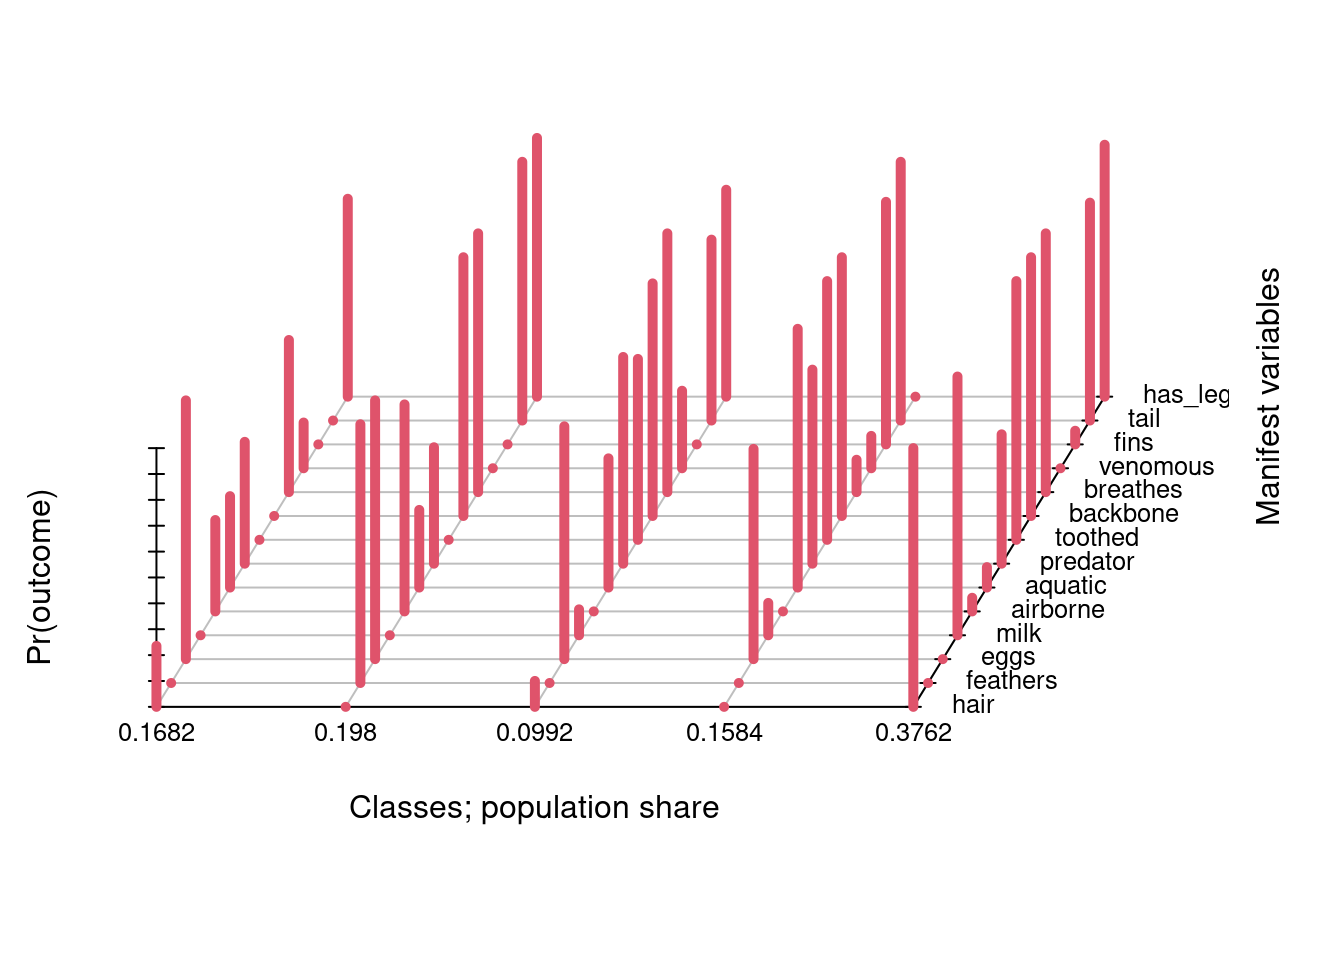 Pr(outcome)
Manifest variables
has_leg
tail
fins
venomous
breathes
backbone
toothed
predator
aquatic
airborne
milk
eggs
feathers
hair
0.1682 0.198 0.0992 0.1584 0.3762
Classes; population share